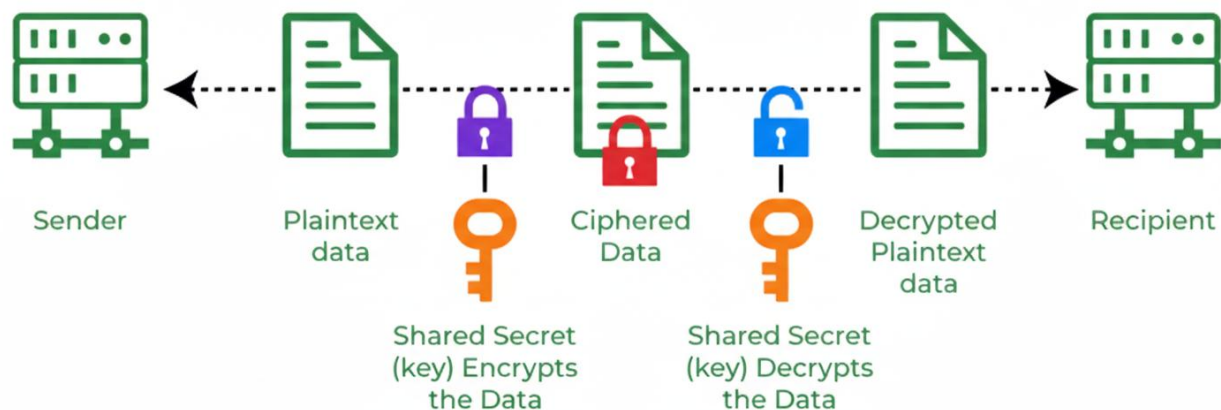 Sender
Plaintext
data
Ciphered
Data
Decrypted
Plaintext
data
Recipient
Shared Secret
(key) Encrypts
the Data
Shared Secret
(key) Decrypts
the Data